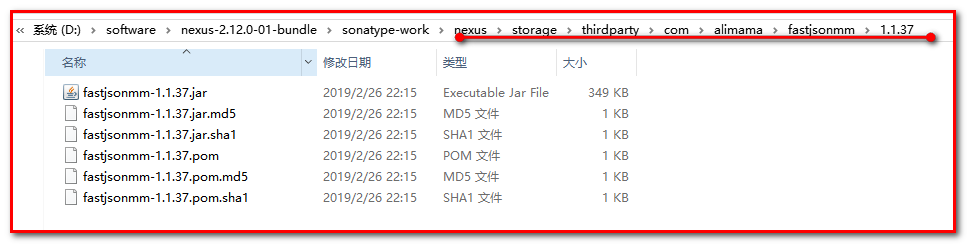 « 系统 (D:) › software › nexus-2.12.0-01-bundle › sonatype-work › nexus › storage › thirdparty › com › alimama › fastjsonmm › 1.1.37
名称 修改日期 类型 大小
fastjsonmm-1.1.37.jar 2019/2/26 22:15 Executable Jar File 349 KB
fastjsonmm-1.1.37.jar.md5 2019/2/26 22:15 MD5 文件 1 KB
fastjsonmm-1.1.37.jar.sha1 2019/2/26 22:15 SHA1 文件 1 KB
fastjsonmm-1.1.37.pom 2019/2/26 22:15 POM 文件 1 KB
fastjsonmm-1.1.37.pom.md5 2019/2/26 22:15 MD5 文件 1 KB
fastjsonmm-1.1.37.pom.sha1 2019/2/26 22:15 SHA1 文件 1 KB